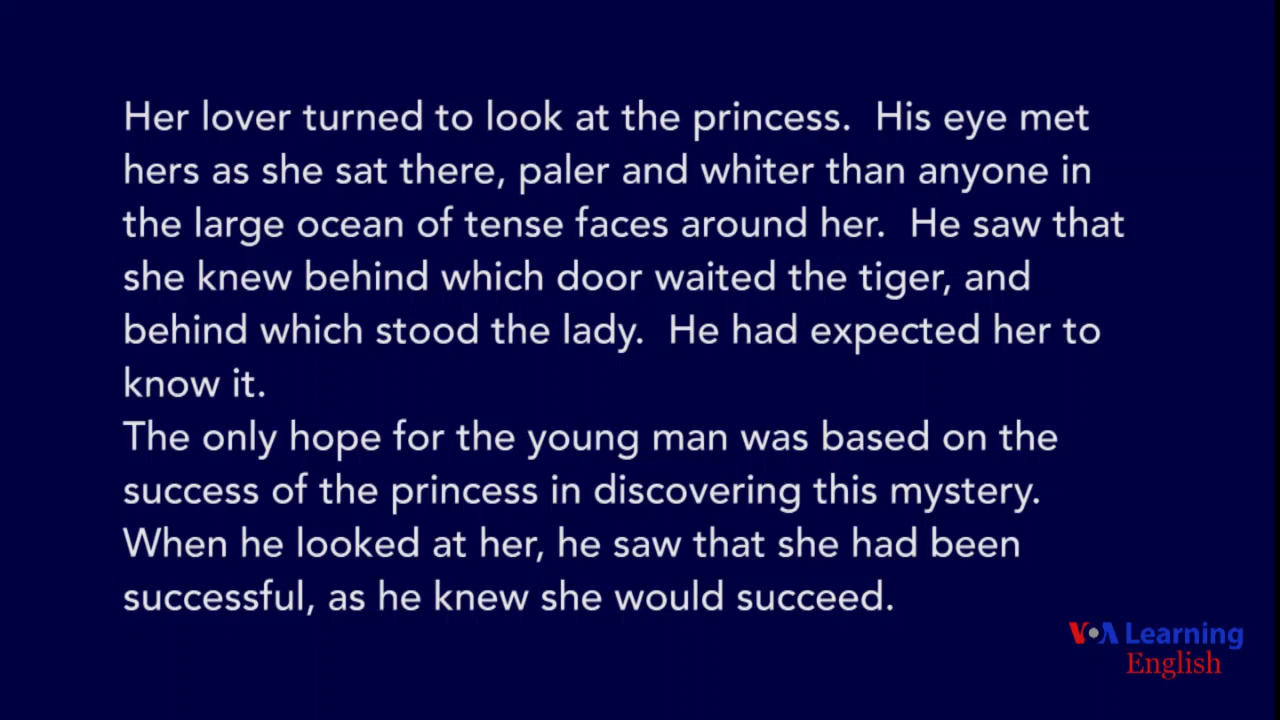 Her lover turned to look at the princess.  His eye met
hers as she sat there, paler and whiter than anyone in
the large ocean of tense faces around her.  He saw that
she knew behind which door waited the tiger, and
behind which stood the lady.  He had expected her to
know it.
The only hope for the young man was based on the
success of the princess in discovering this mystery.
When he looked at her, he saw that she had been
successful, as he knew she would succeed.
VOA Learning
English